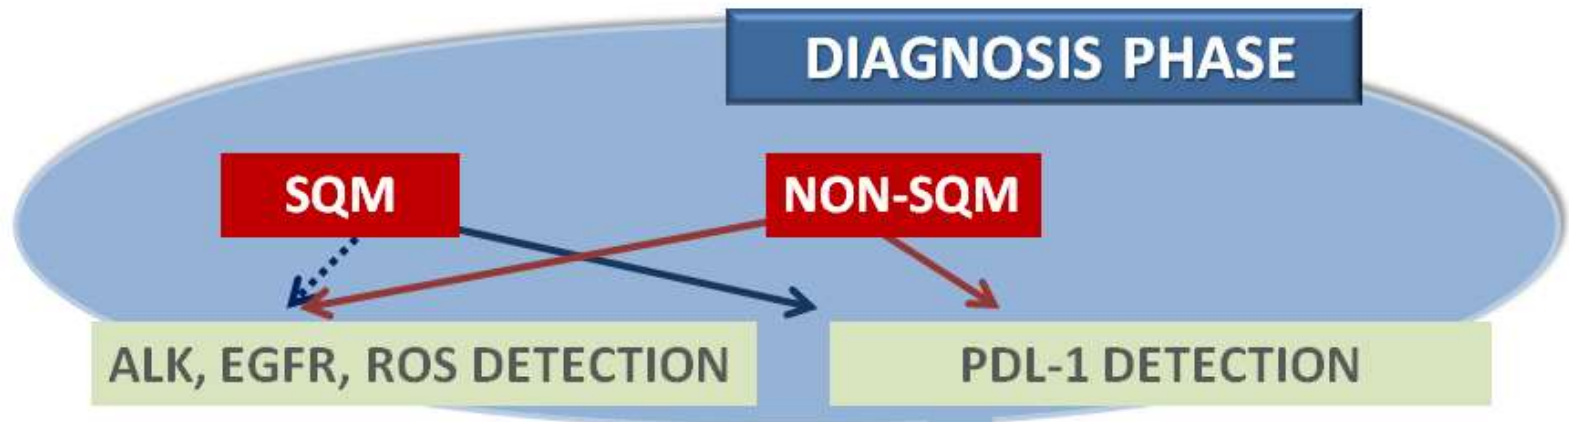 DIAGNOSIS PHASE
SQM
NON-SQM
ALK, EGFR, ROS DETECTION
PDL-1 DETECTION